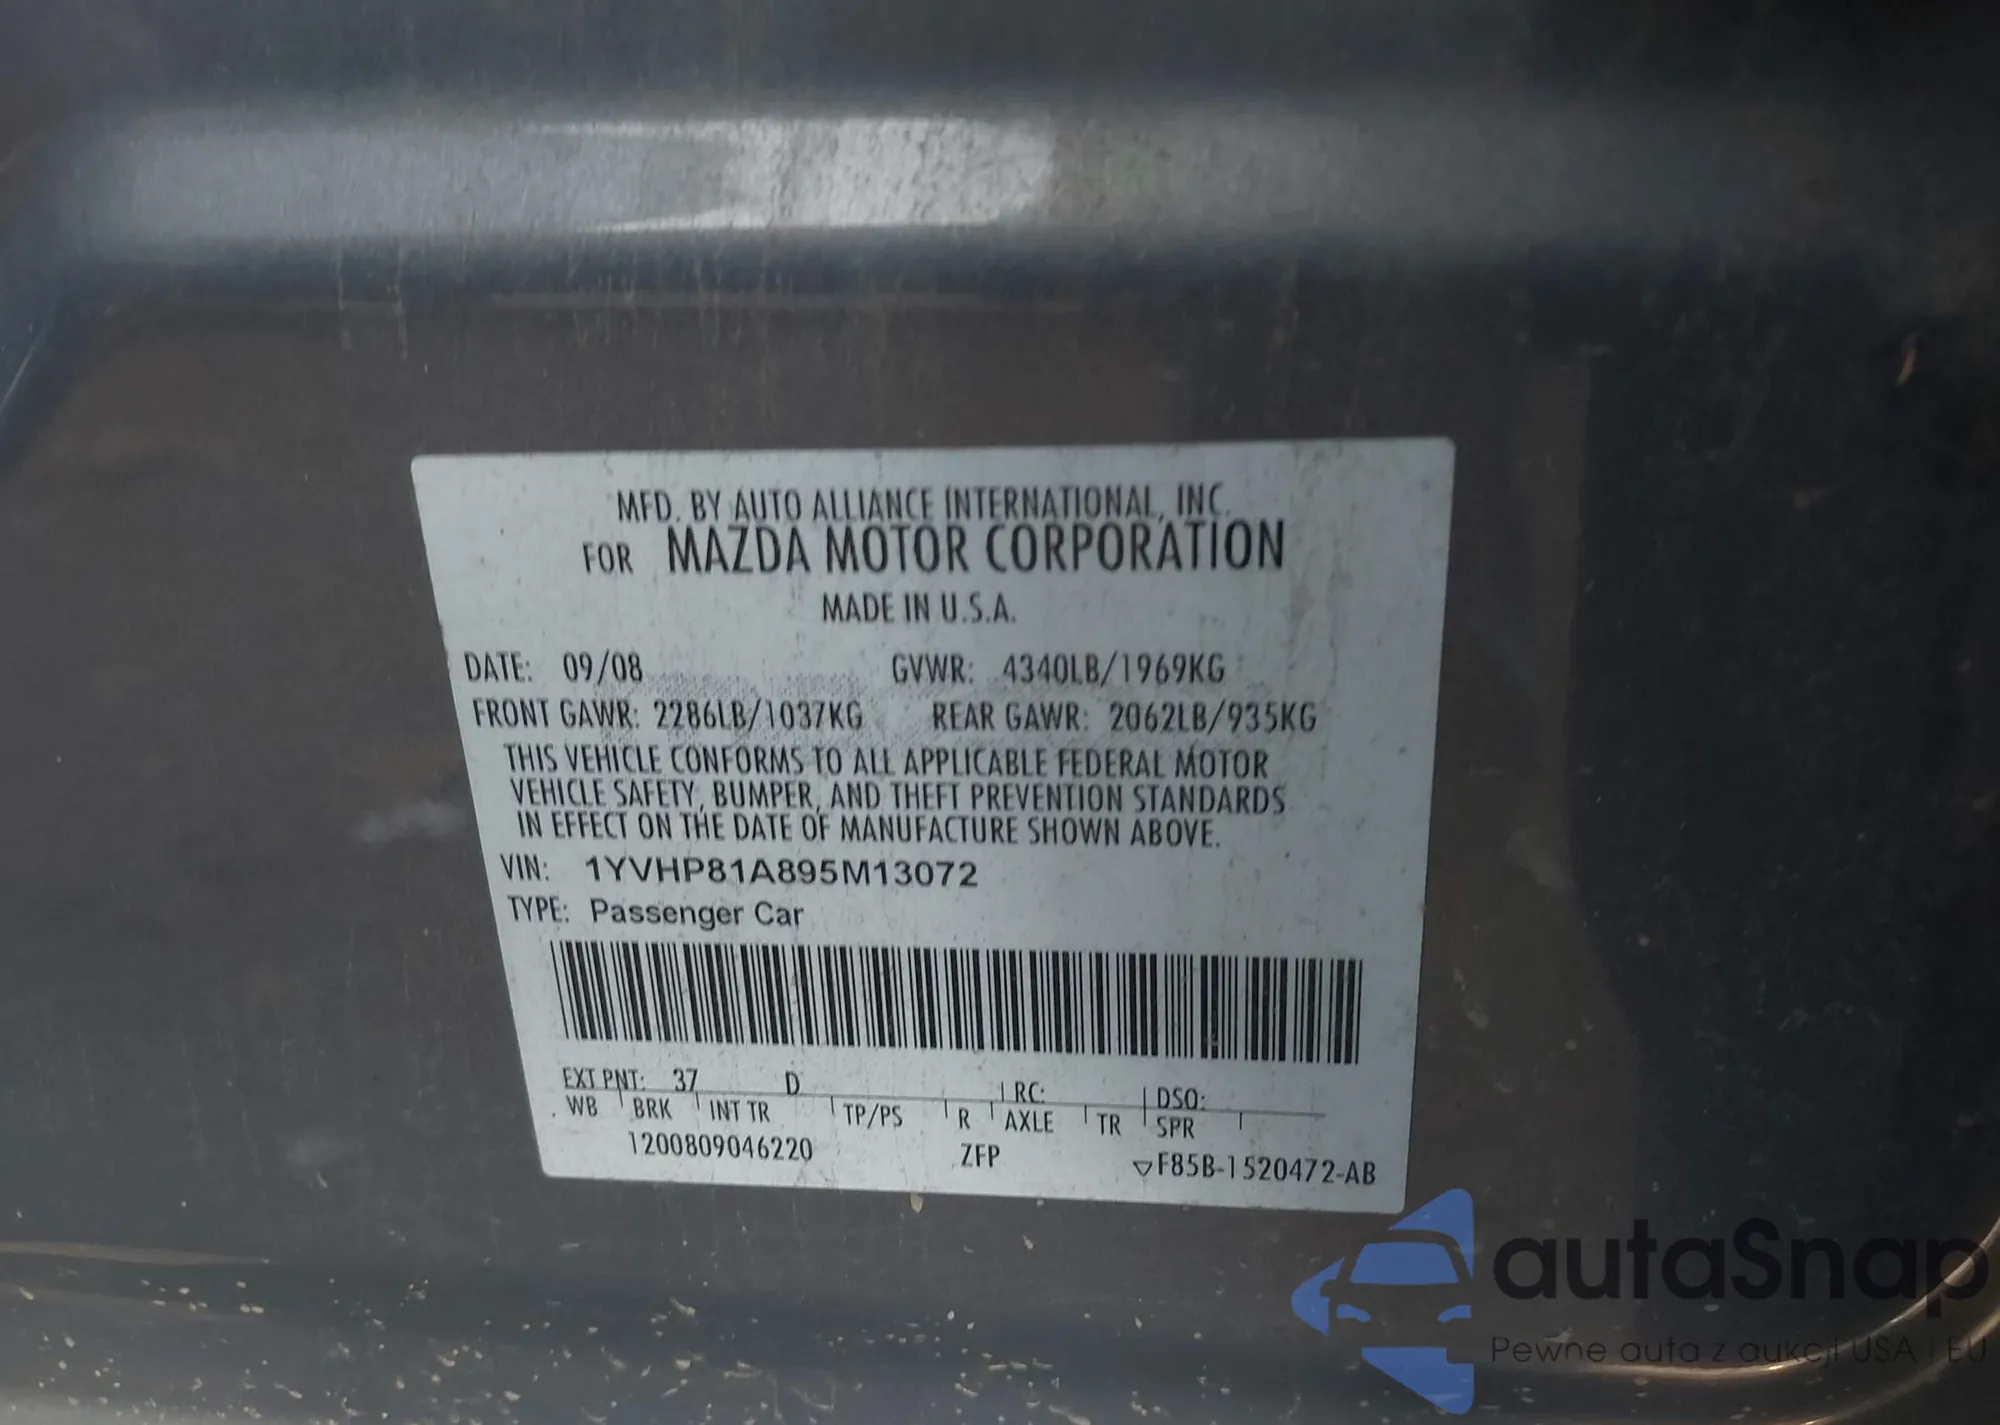 MFD. BY AUTO ALLIANCE INTERNATIONAL, INC.
FOR MAZDA MOTOR CORPORATION
MADE IN U.S.A.
DATE: 09/08 GVWR: 4340LB/1969KG
FRONT GAWR: 2286LB/1037KG REAR GAWR: 2062LB/935KG
THIS VEHICLE CONFORMS TO ALL APPLICABLE FEDERAL MOTOR
VEHICLE SAFETY, BUMPER, AND THEFT PREVENTION STANDARDS
IN EFFECT ON THE DATE OF MANUFACTURE SHOWN ABOVE.
VIN: 1YVHP81A895M13072
TYPE: Passenger Car
EXT PNT: 37 D RC: DSO:
WB BRK INT TR TP/PS R AXLE TR SPR
1200809046220 ZFP ▽F85B-1520472-AB
autaSnap
Pewne auta z aukcji USA i EU